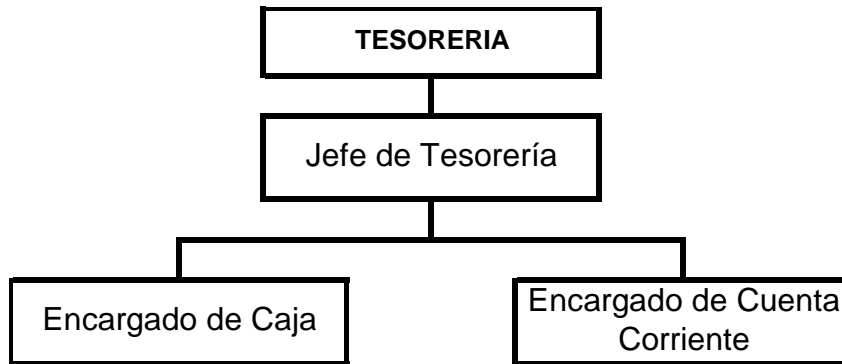 TESORERIA
Jefe de Tesorería
Encargado de Caja
Encargado de Cuenta
Corriente